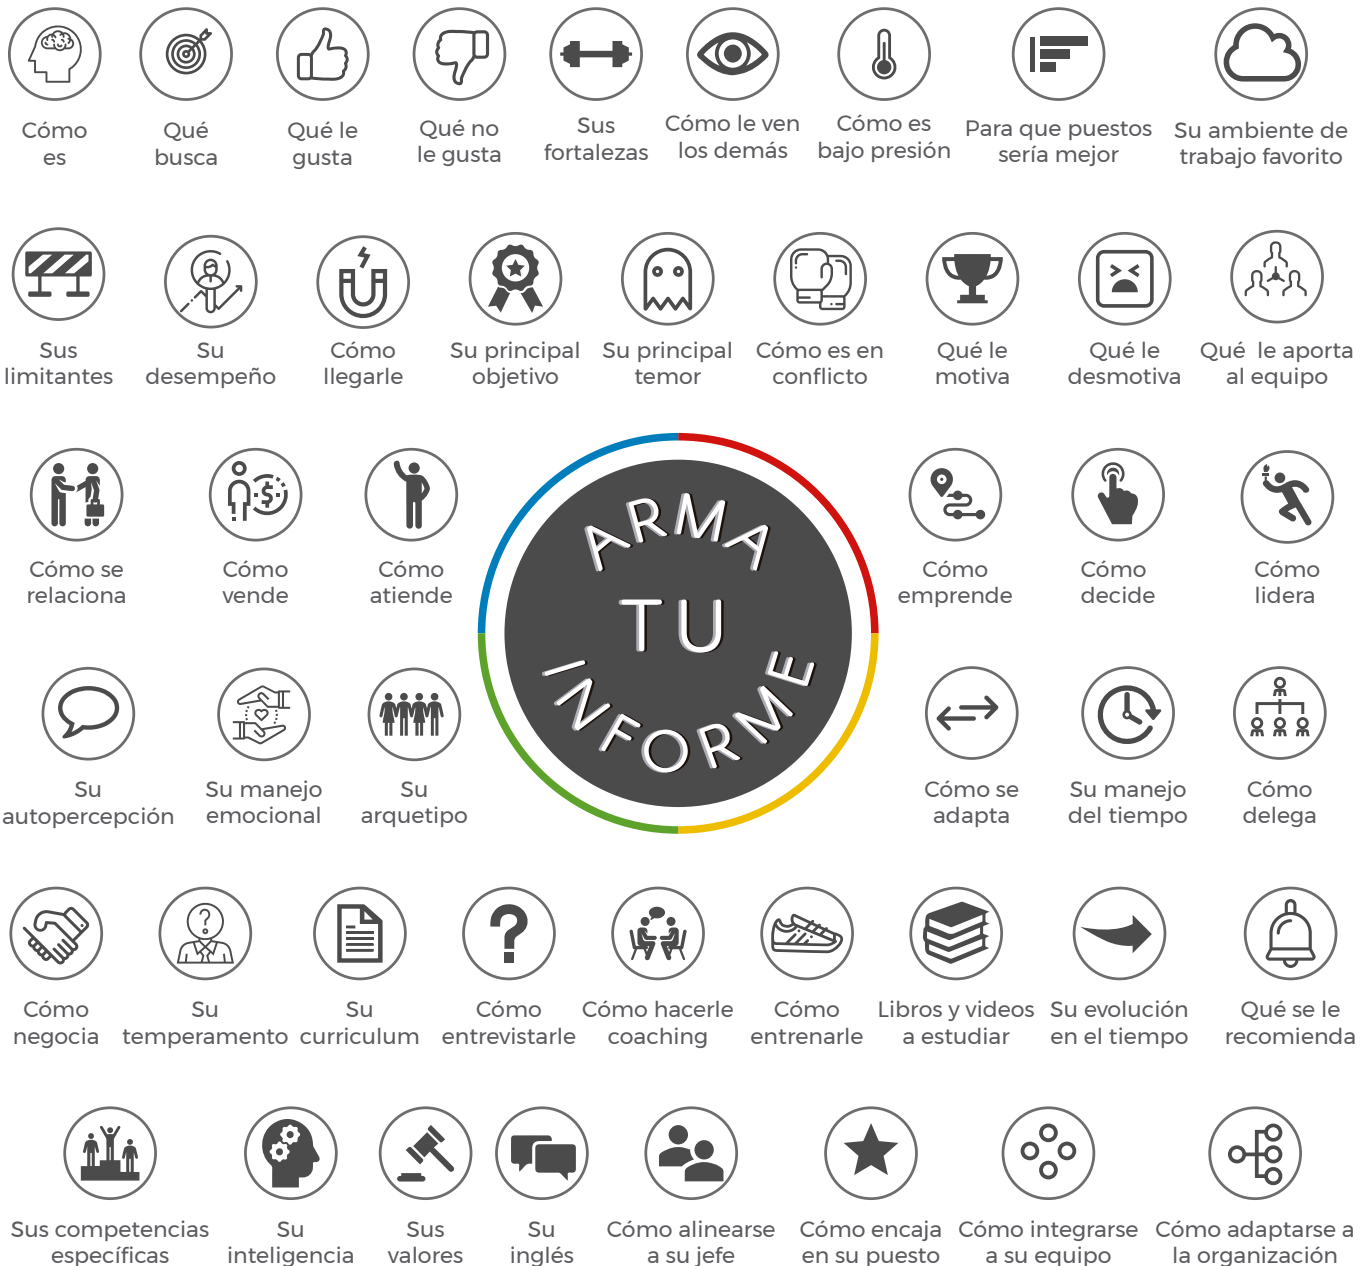 Cómo
es
Qué
busca
Qué le
gusta
Qué no
le gusta
Sus
fortalezas
Cómo le ven
los demás
Cómo es
bajo presión
Para que puestos
sería mejor
Su ambiente de
trabajo favorito
Sus
limitantes
Su
desempeño
Cómo
llegarle
Su principal
objetivo
Su principal
temor
Cómo es en
conflicto
Qué le
motiva
Qué le
desmotiva
Qué le aporta
al equipo
Cómo se
relaciona
Cómo
vende
Cómo
atiende
ARMA
TU
INFORME
Cómo
emprende
Cómo
decide
Cómo
lidera
Su
autopercepción
Su manejo
emocional
Su
arquetipo
Cómo se
adapta
Su manejo
del tiempo
Cómo
delega
Cómo
negocia
Su
temperamento
Su
curriculum
Cómo
entrevistarle
Cómo hacerle
coaching
Cómo
entrenarle
Libros y videos
a estudiar
Su evolución
en el tiempo
Qué se le
recomienda
Sus competencias
específicas
Su
inteligencia
Sus
valores
Su
inglés
Cómo alinearse
a su jefe
Cómo encaja
en su puesto
Cómo integrarse
a su equipo
Cómo adaptarse a
la organización